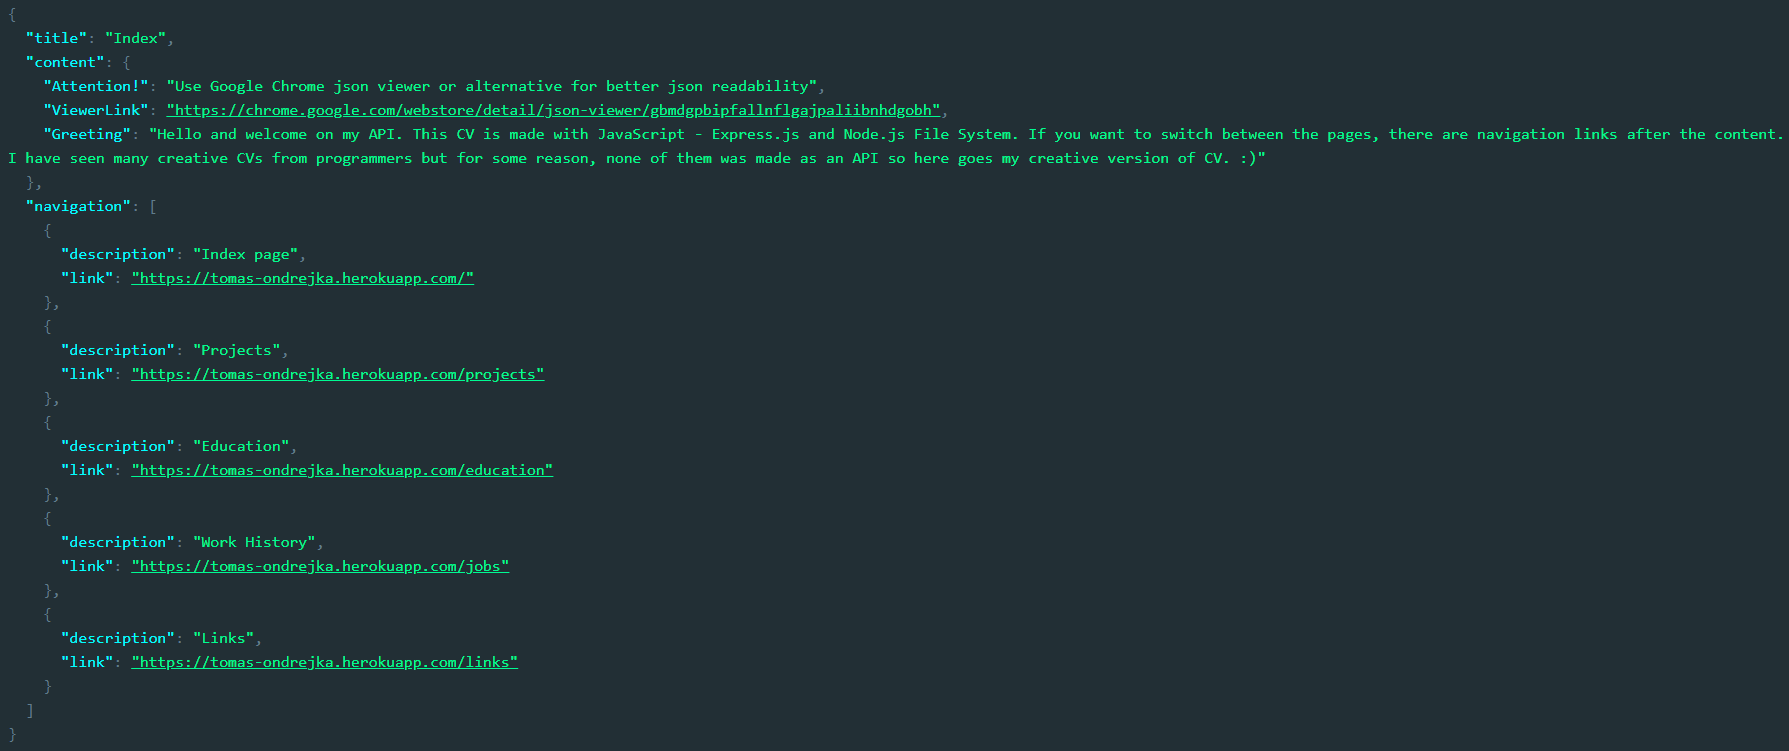 {
"title": "Index",
"content": {
"Attention!": "Use Google Chrome json viewer or alternative for better json readability",
"ViewerLink": "https://chrome.google.com/webstore/detail/json-viewer/gbmdgpbipfallnflgajpaliibnhdgobh",
"Greeting": "Hello and welcome on my API. This CV is made with JavaScript - Express.js and Node.js File System. If you want to switch between the pages, there are navigation links after the content.
I have seen many creative CVs from programmers but for some reason, none of them was made as an API so here goes my creative version of CV. :)"
},
"navigation": [
{
"description": "Index page",
"link": "https://tomas-ondrejka.herokuapp.com/"
},
{
"description": "Projects",
"link": "https://tomas-ondrejka.herokuapp.com/projects"
},
{
"description": "Education",
"link": "https://tomas-ondrejka.herokuapp.com/education"
},
{
"description": "Work History",
"link": "https://tomas-ondrejka.herokuapp.com/jobs"
},
{
"description": "Links",
"link": "https://tomas-ondrejka.herokuapp.com/links"
}
]
}